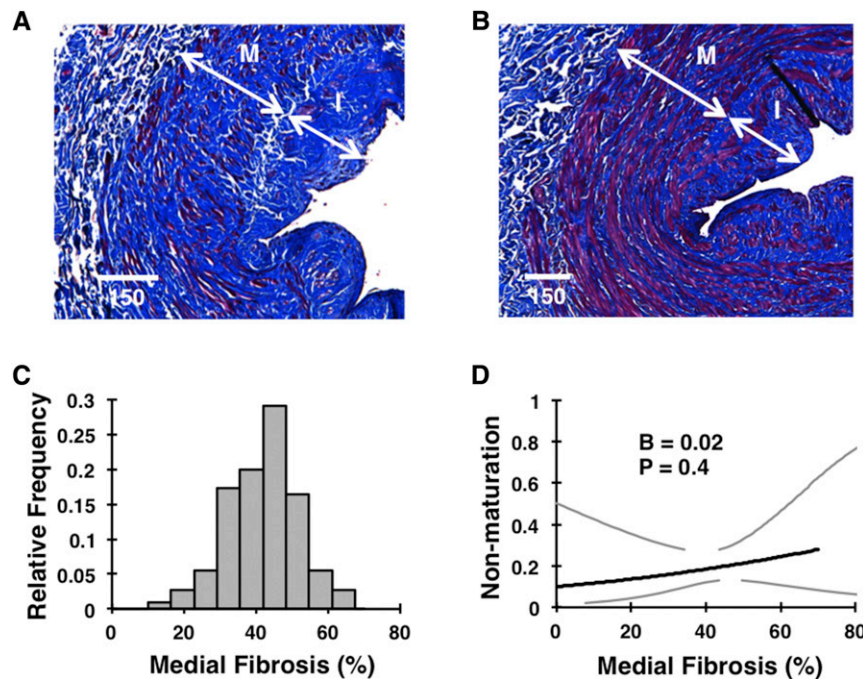 A
M
I
150
B
M
I
150
C
Relative Frequency
0.3
0.25
0.2
0.15
0.1
0.05
0
0 20 40 60 80
Medial Fibrosis (%)
D
Non-maturation
1
0.8
0.6
0.4
0.2
0
B = 0.02
P = 0.4
0 20 40 60 80
Medial Fibrosis (%)